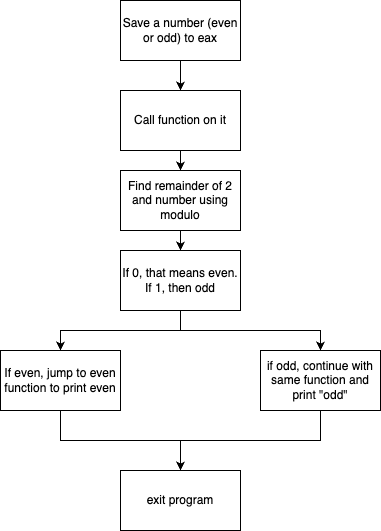 Save a number (even
or odd) to eax
Call function on it
Find remainder of 2
and number using
modulo
If 0, that means even.
If 1, then odd
If even, jump to even
function to print even
if odd, continue with
same function and
print "odd"
exit program